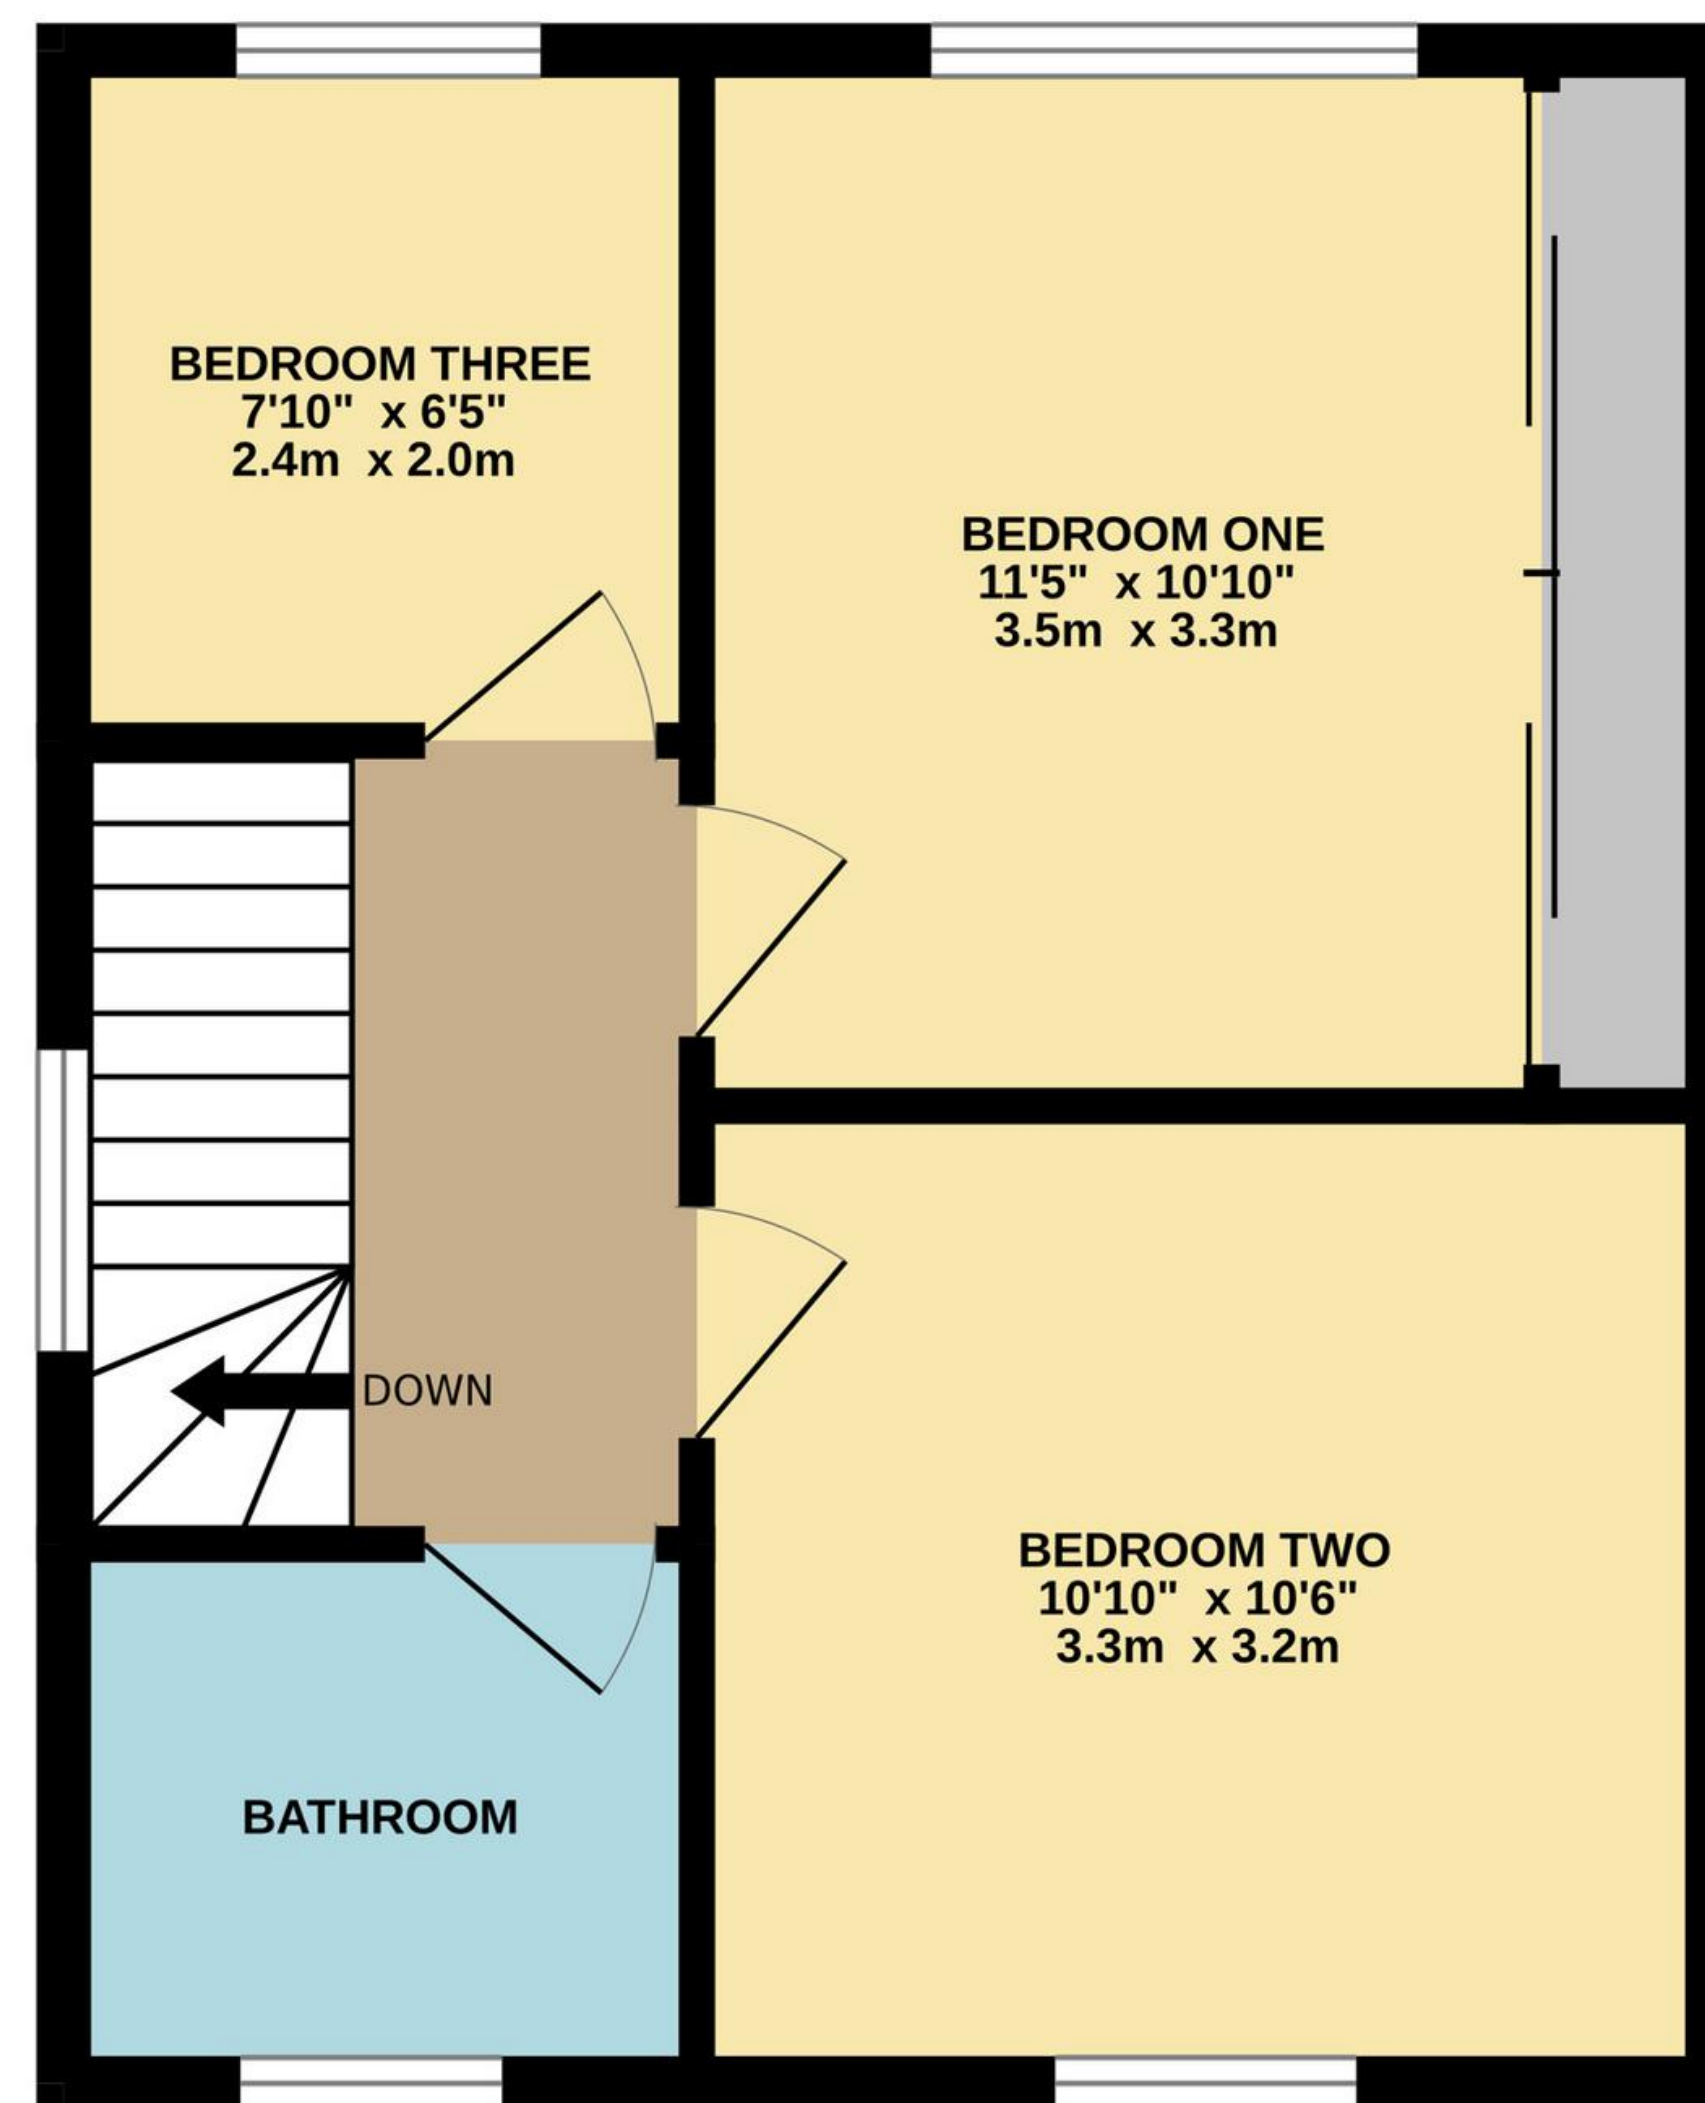 BEDROOM THREE
7'10" x 6'5"
2.4m x 2.0m
BEDROOM ONE
11'5" x 10'10"
3.5m x 3.3m
DOWN
BEDROOM TWO
10'10" x 10'6"
3.3m x 3.2m
BATHROOM